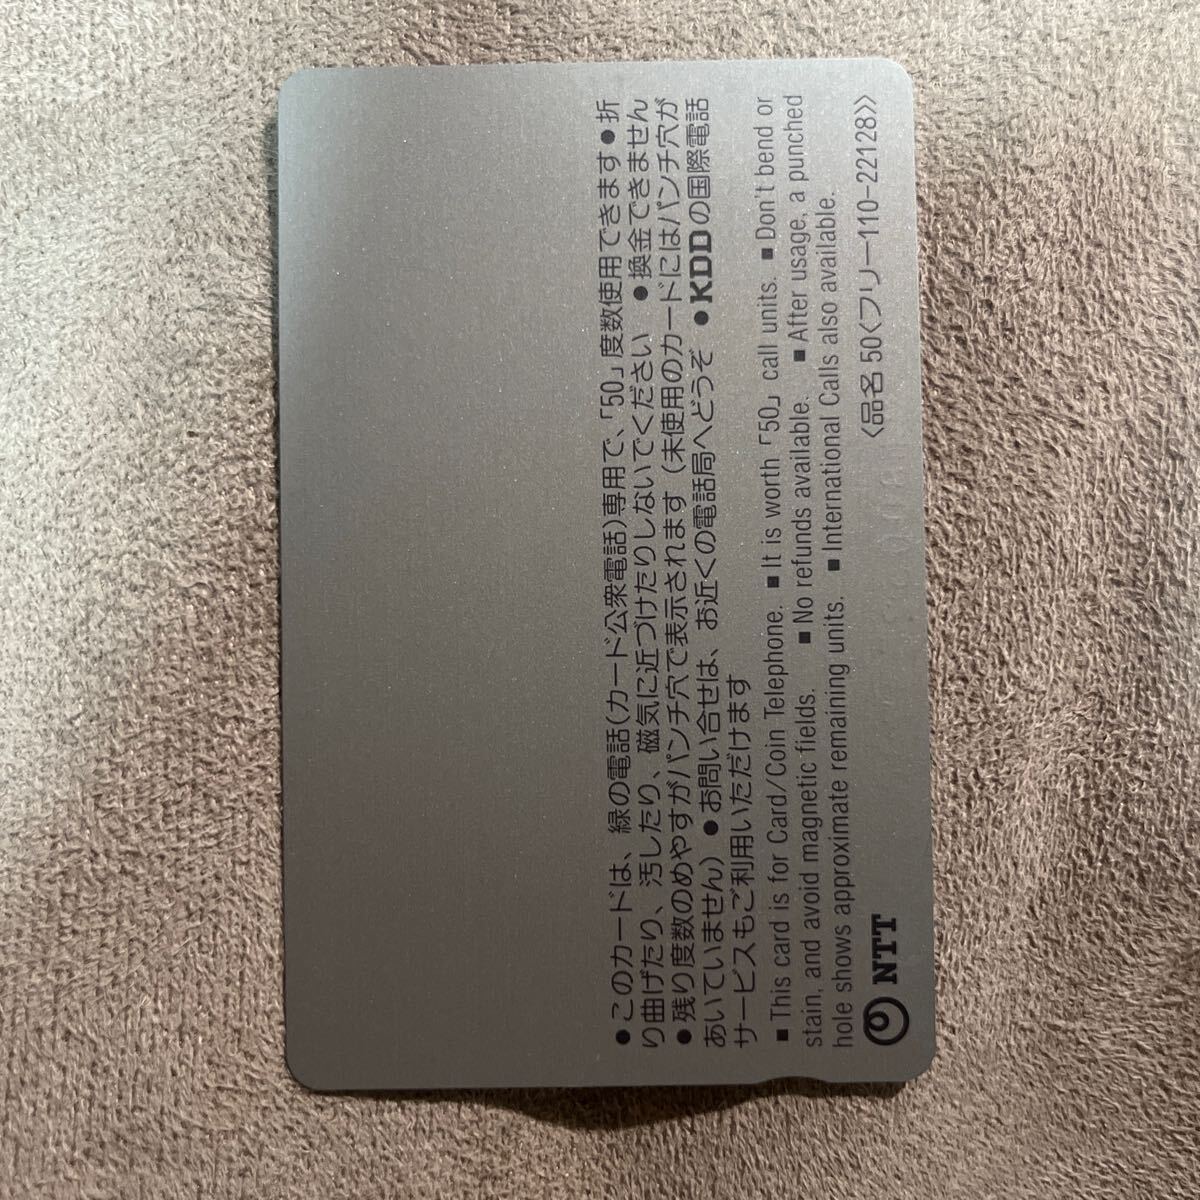 ●このカードは、緑の電話(カード公衆電話)専用で、「50」度数使用できます●折
り曲げたり、汚したり、磁気に近づけたりしないでください ●換金できません
●残り度数のめやすがパンチ穴で表示されます(未使用のカードにはパンチ穴が
あいていません)●お問い合せは、お近くの電話局へどうぞ ●KDDの国際電話
サービスもご利用いただけます
■This card is for Card/Coin Telephone. ■It is worth「50」call units. ■Don't bend or
stain, and avoid magnetic fields. ■No refunds available. ■After usage, a punched
hole shows approximate remaining units. ■International Calls also available.
NTT 〈品名 50〈フリー110-22128〉〉